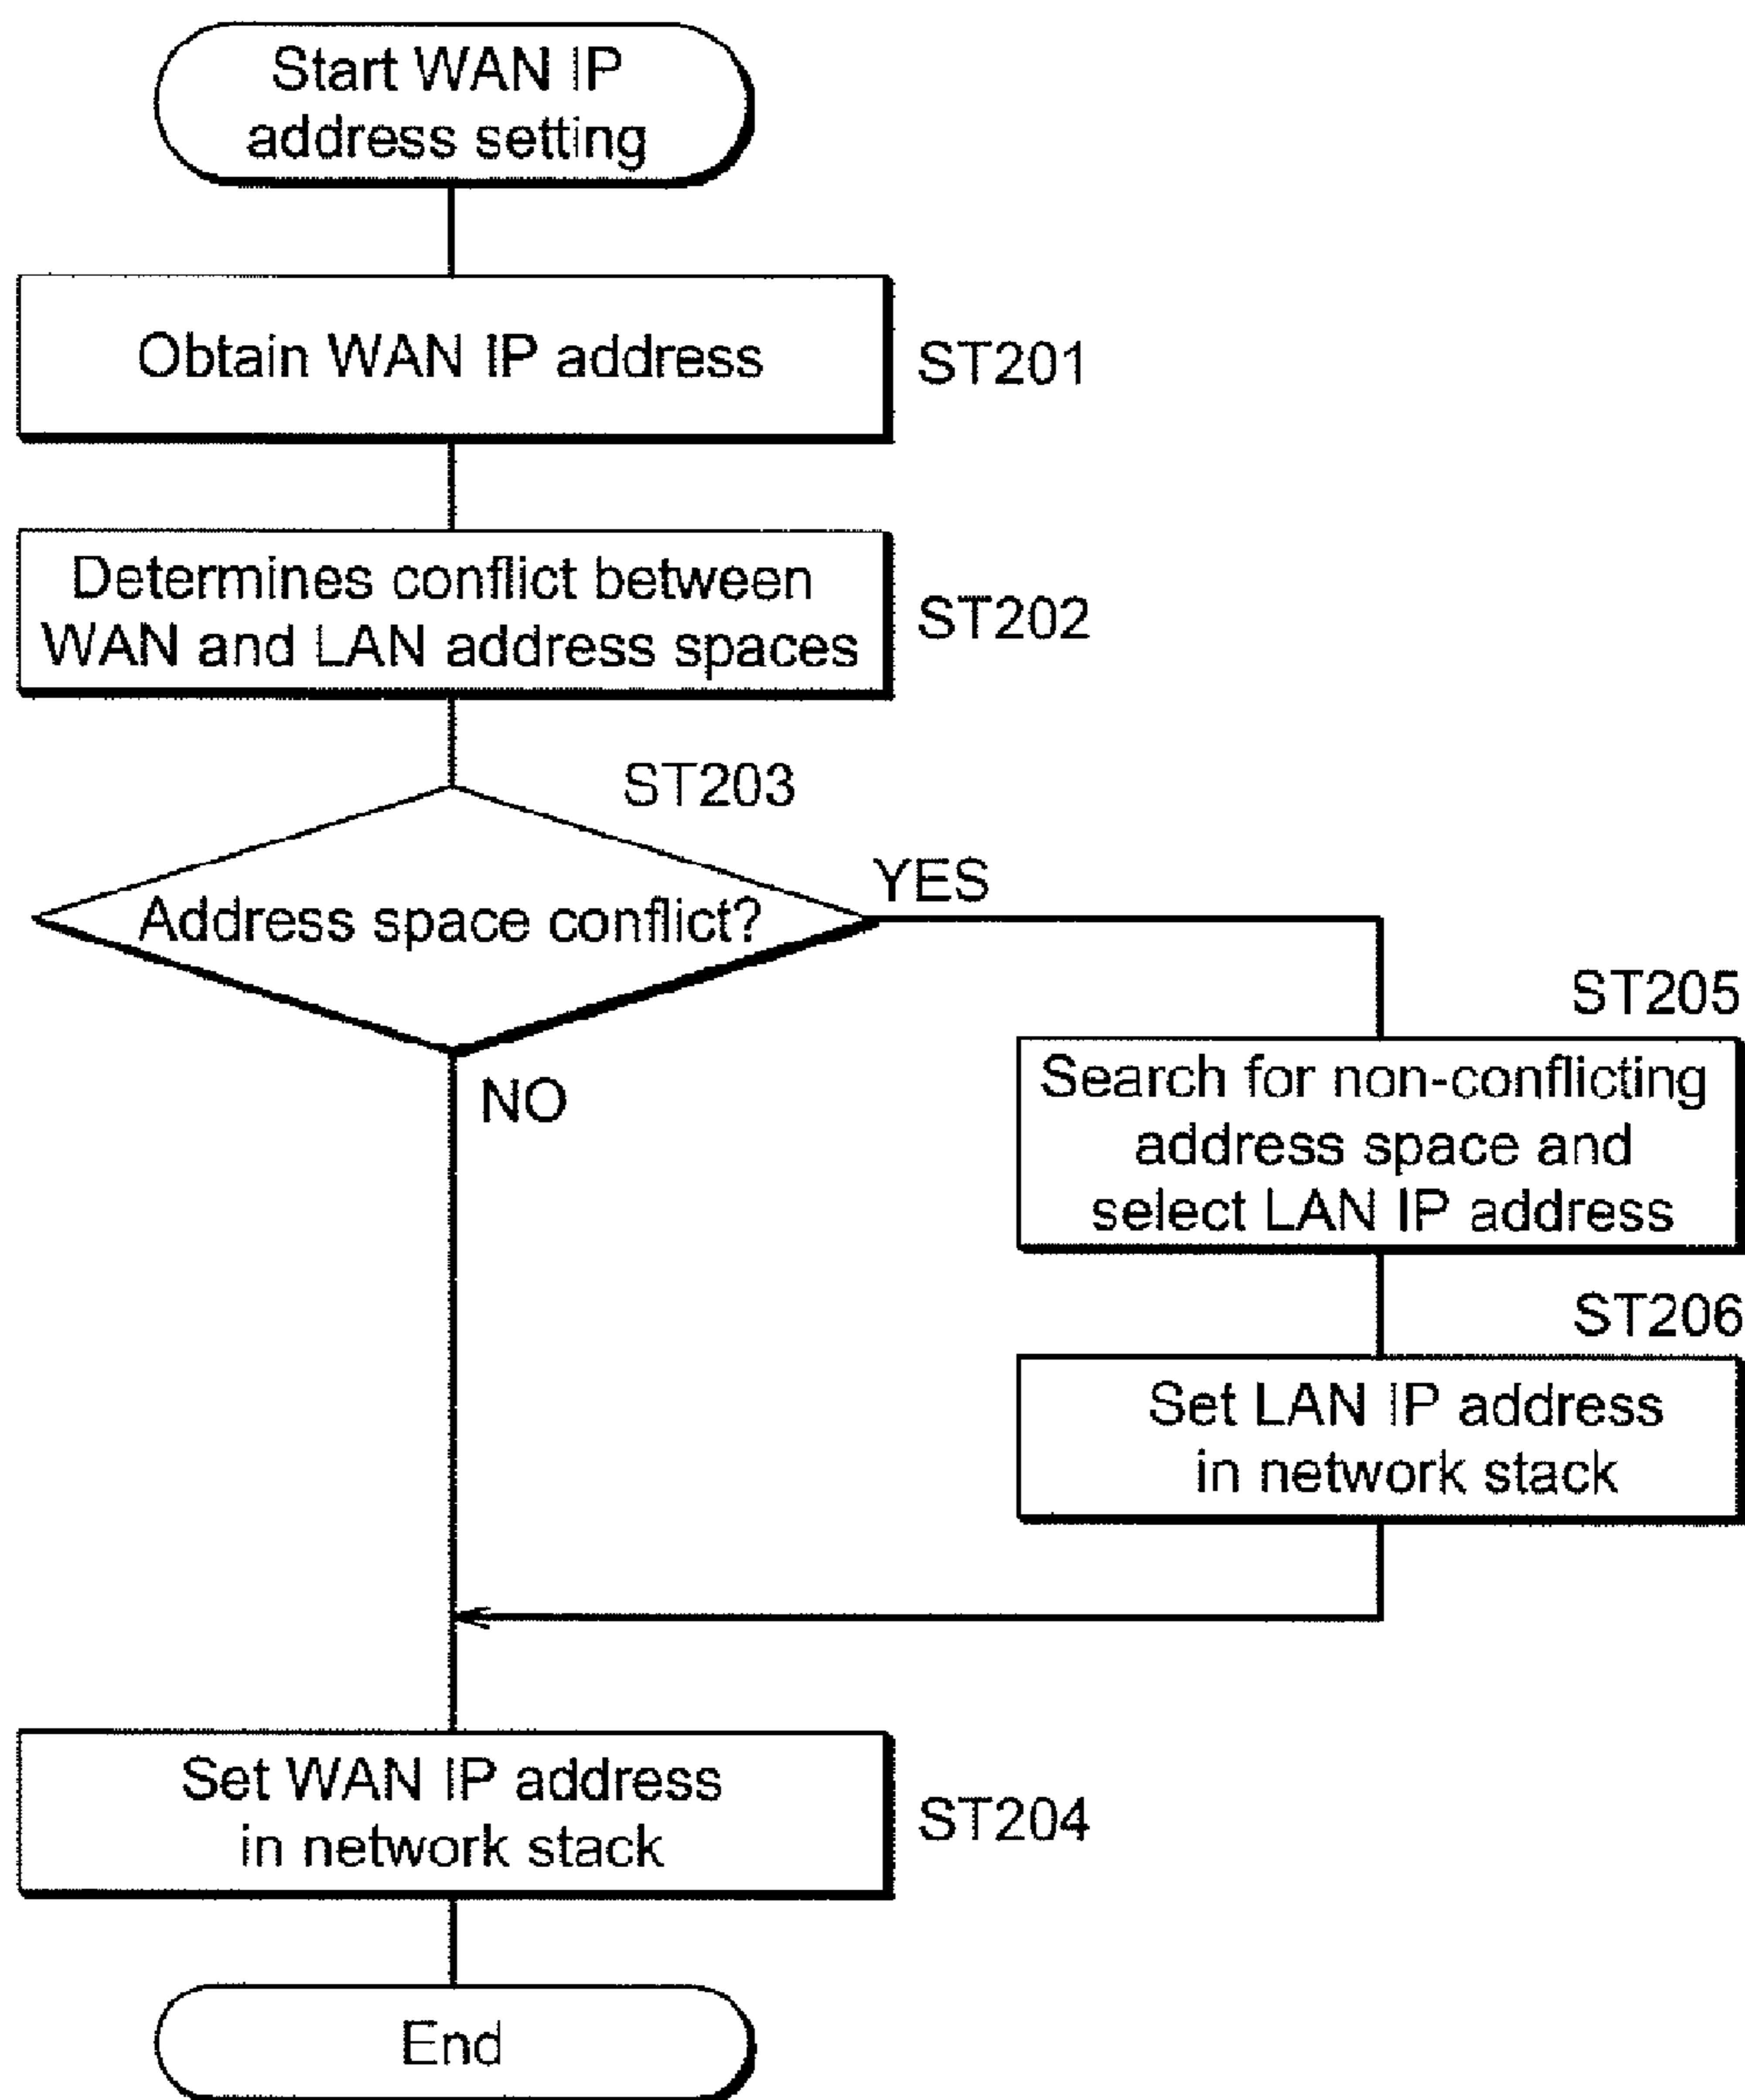 Start WAN IP
address setting
Obtain WAN IP address
ST201
Determines conflict between
WAN and LAN address spaces
ST202
ST203
Address space conflict?
YES
NO
ST205
Search for non-conflicting
address space and
select LAN IP address
ST206
Set LAN IP address
in network stack
Set WAN IP address
in network stack
ST204
End